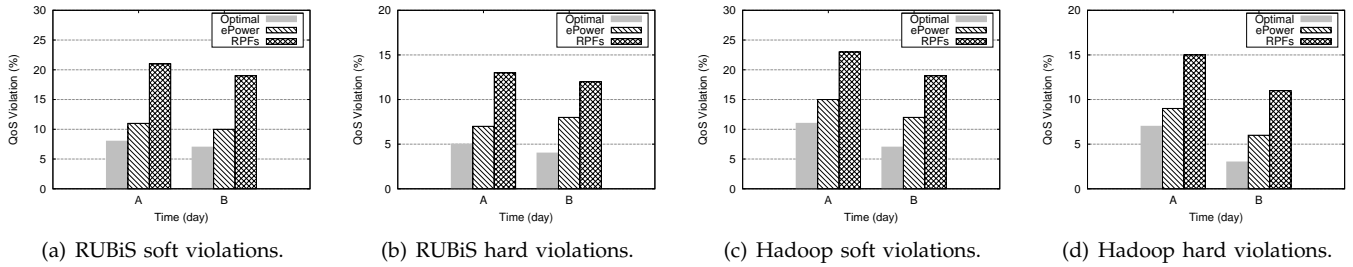 30
25
20
15
10
5
0
QoS Violation (%)
Optimal
ePower
RPFs
A
B
Time (day)
(a) RUBiS soft violations.
20
15
10
5
0
QoS Violation (%)
Optimal
ePower
RPFs
A
B
Time (day)
(b) RUBiS hard violations.
30
25
20
15
10
5
0
QoS Violation (%)
Optimal
ePower
RPFs
A
B
Time (day)
(c) Hadoop soft violations.
20
15
10
5
0
QoS Violation (%)
Optimal
ePower
RPFs
A
B
Time (day)
(d) Hadoop hard violations.